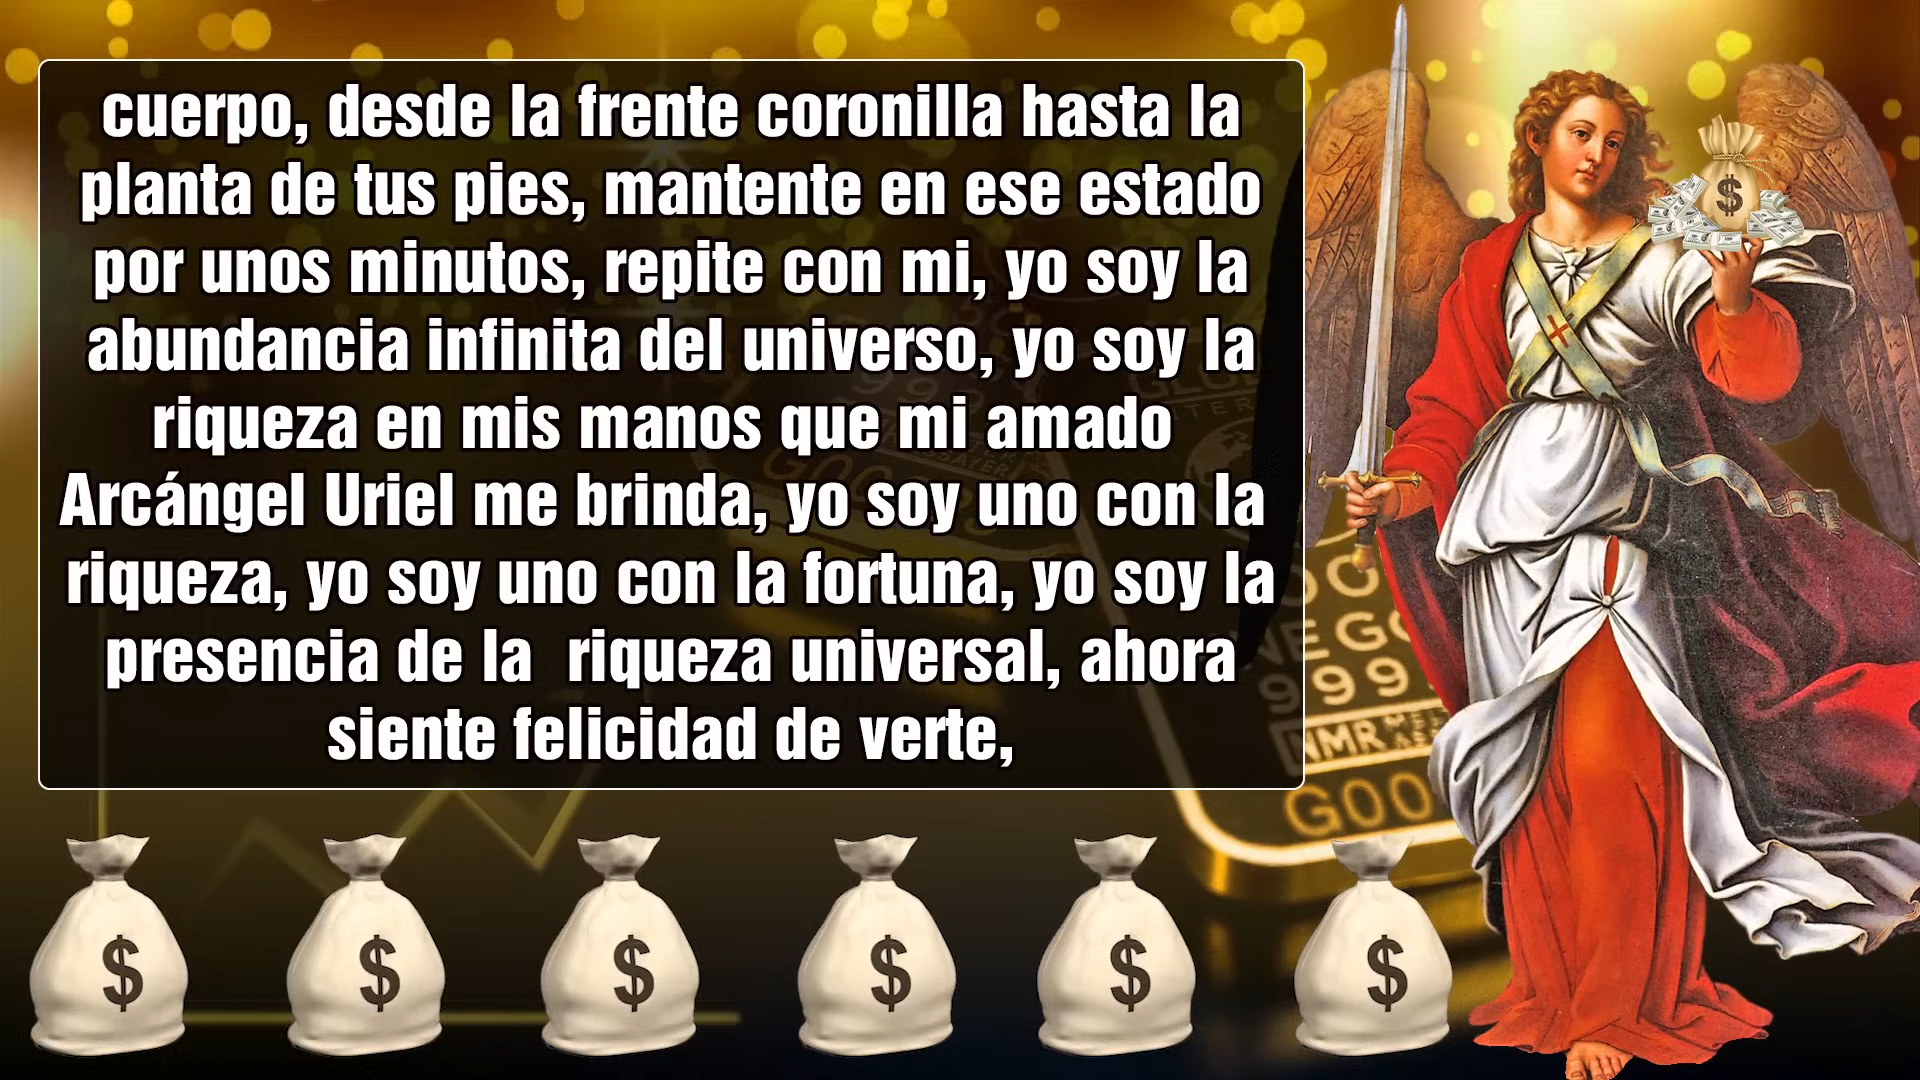 cuerpo, desde la frente coronilla hasta la
planta de tus pies, mantente en ese estado
por unos minutos, repite con mi, yo soy la
abundancia infinita del universo, yo soy la
riqueza en mis manos que mi amado
Arcángel Uriel me brinda, yo soy uno con la
riqueza, yo soy uno con la fortuna, yo soy la
presencia de la  riqueza universal, ahora
siente felicidad de verte,
$
$ $ $ $ $ $